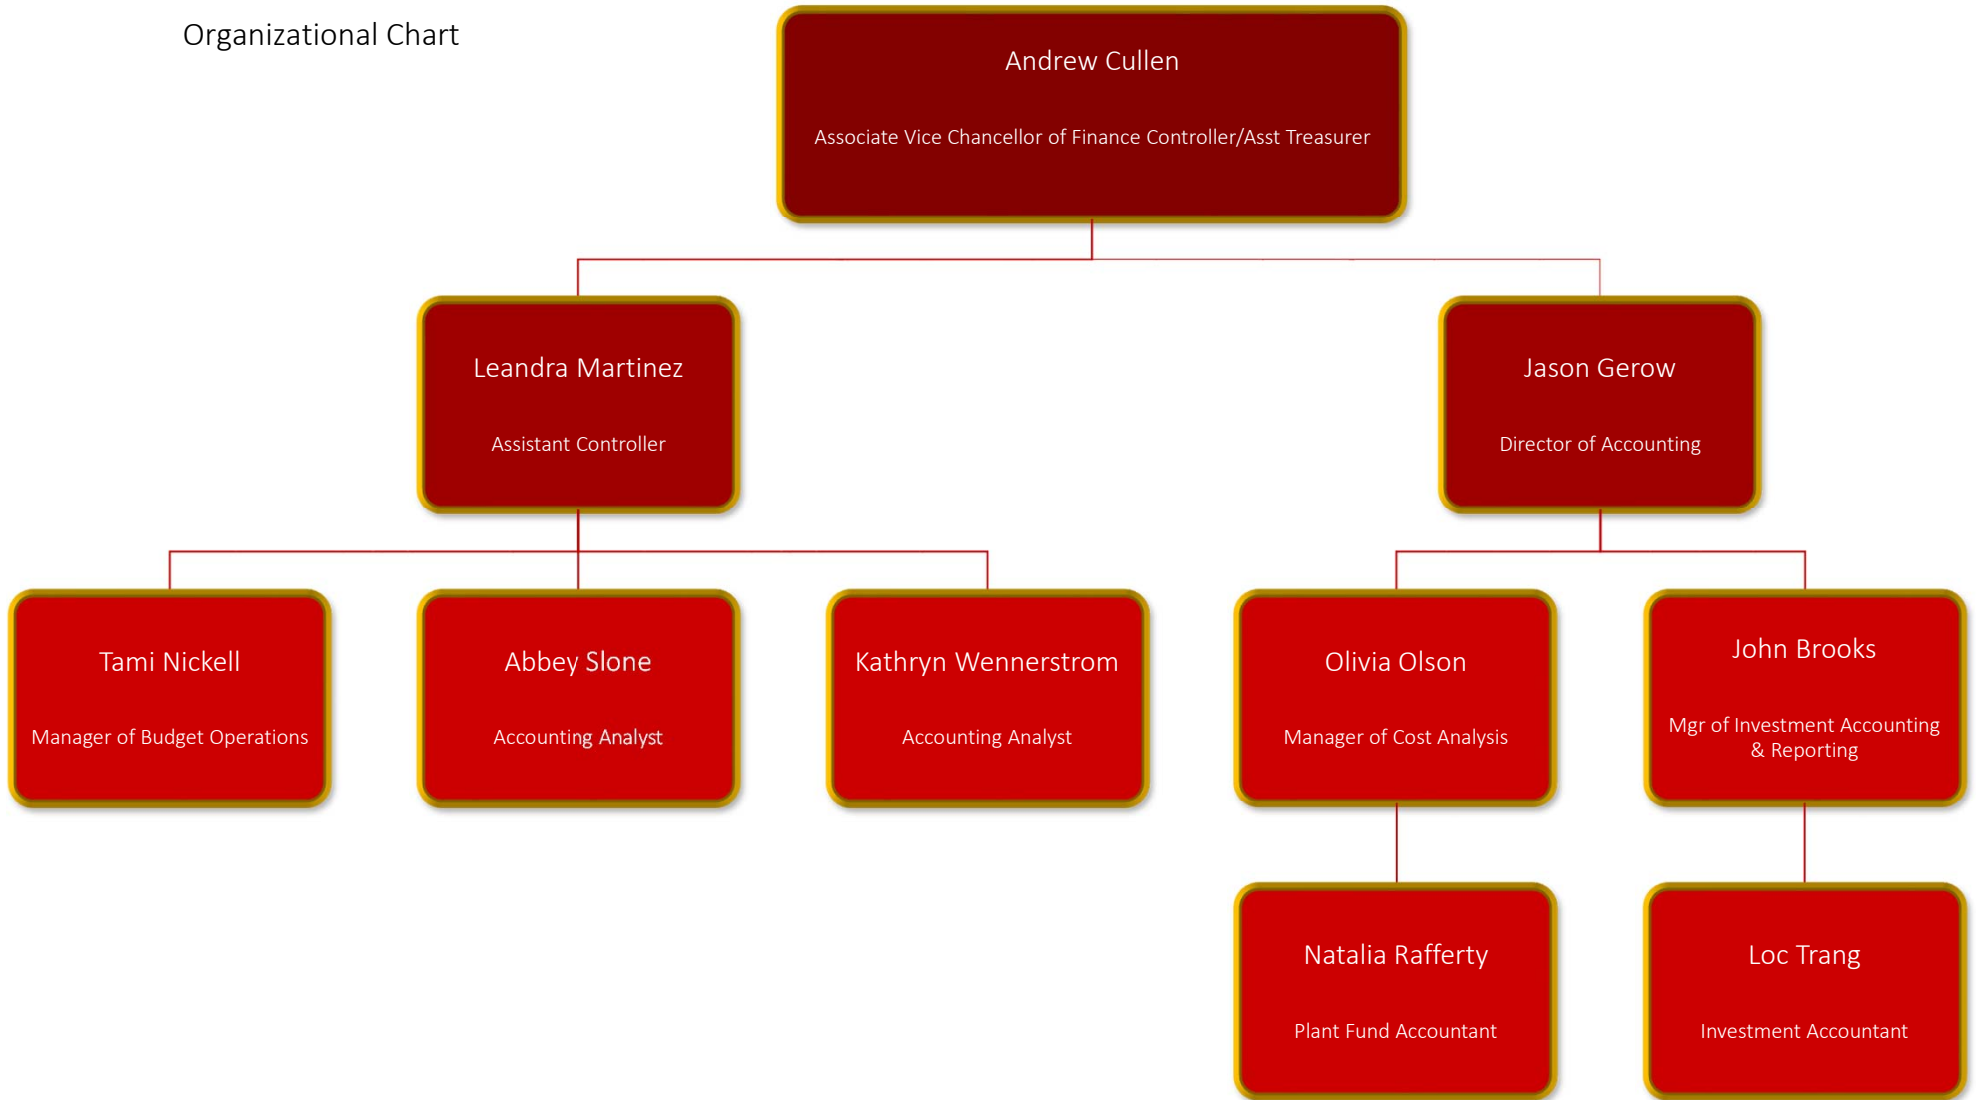 Organizational Chart
Andrew Cullen
Associate Vice Chancellor of Finance Controller/Asst Treasurer
Leandra Martinez
Assistant Controller
Jason Gerow
Director of Accounting
Tami Nickell
Manager of Budget Operations
Abbey Slone
Accounting Analyst
Kathryn Wennerstrom
Accounting Analyst
Olivia Olson
Manager of Cost Analysis
John Brooks
Mgr of Investment Accounting
& Reporting
Natalia Rafferty
Plant Fund Accountant
Loc Trang
Investment Accountant